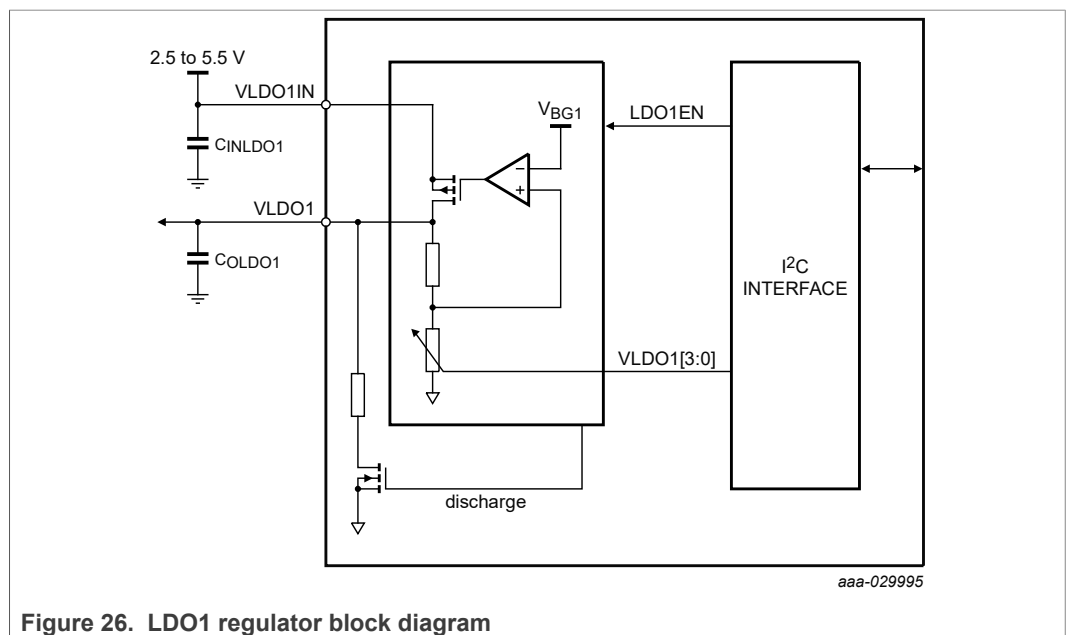 2.5 to 5.5 V
VLDO1IN
CINLDO1
VBG1
LDO1EN
−
+
VLDO1
COLDO1
I2C
INTERFACE
VLDO1[3:0]
discharge
aaa-029995
Figure 26. LDO1 regulator block diagram